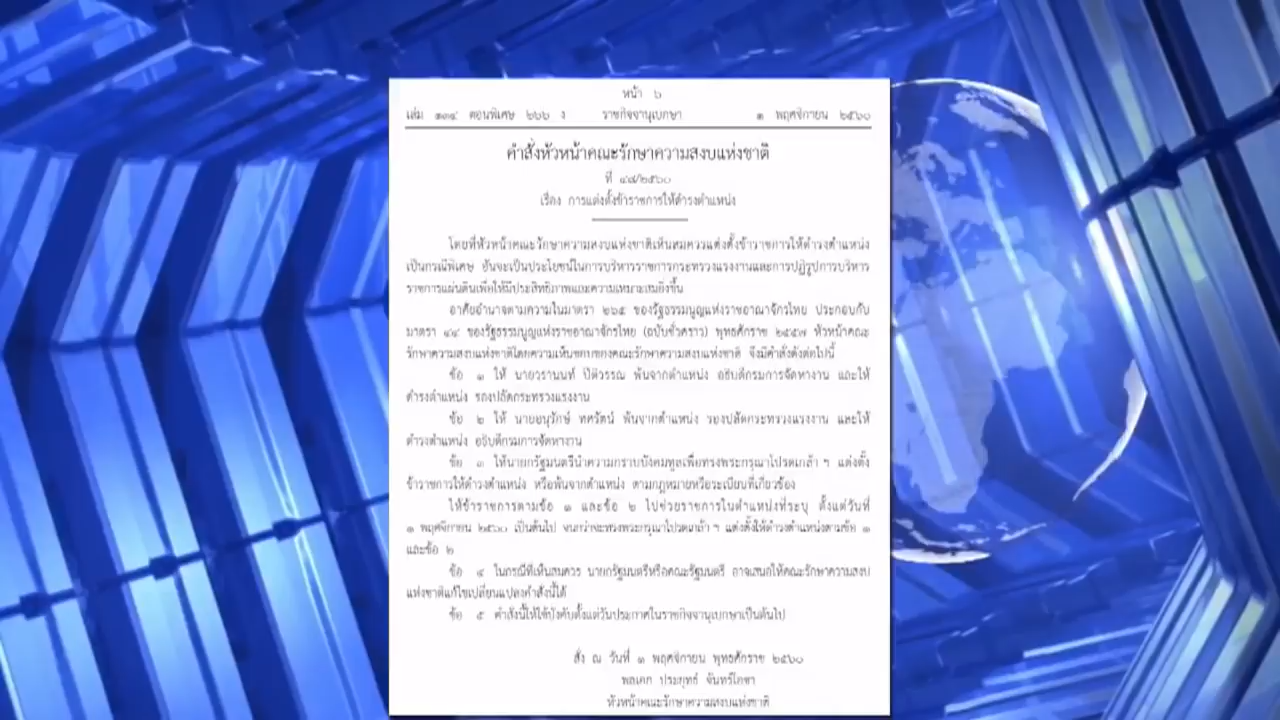 หน้า ๖
เล่ม ๑๓๔ ตอนพิเศษ ๒๖๖ ง ราชกิจจานุเบกษา ๑ พฤศจิกายน ๒๕๖๐
คำสั่งหัวหน้าคณะรักษาความสงบแห่งชาติ
ที่ ๔๘/๒๕๖๐
เรื่อง การแต่งตั้งข้าราชการให้ดำรงตำแหน่ง
โดยที่หัวหน้าคณะรักษาความสงบแห่งชาติเห็นสมควรแต่งตั้งข้าราชการให้ดำรงตำแหน่ง
เป็นกรณีพิเศษ อันจะเป็นประโยชน์ในการบริหารราชการกระทรวงแรงงานและการปฏิรูปการบริหาร
ราชการแผ่นดินเพื่อให้มีประสิทธิภาพและความเหมาะสมยิ่งขึ้น
อาศัยอำนาจตามความในมาตรา ๒๖๕ ของรัฐธรรมนูญแห่งราชอาณาจักรไทย ประกอบกับ
มาตรา ๔๔ ของรัฐธรรมนูญแห่งราชอาณาจักรไทย (ฉบับชั่วคราว) พุทธศักราช ๒๕๕๗ หัวหน้าคณะ
รักษาความสงบแห่งชาติโดยความเห็นชอบของคณะรักษาความสงบแห่งชาติ จึงมีคำสั่งดังต่อไปนี้
ข้อ ๑ ให้ นายวรานนท์ ปีติวรรณ พ้นจากตำแหน่ง อธิบดีกรมการจัดหางาน และให้
ดำรงตำแหน่ง รองปลัดกระทรวงแรงงาน
ข้อ ๒ ให้ นายอนุรักษ์ ทศรัตน์ พ้นจากตำแหน่ง รองปลัดกระทรวงแรงงาน และให้
ดำรงตำแหน่ง อธิบดีกรมการจัดหางาน
ข้อ ๓ ให้นายกรัฐมนตรีนำความกราบบังคมทูลเพื่อทรงพระกรุณาโปรดเกล้า ฯ แต่งตั้ง
ข้าราชการให้ดำรงตำแหน่ง หรือพ้นจากตำแหน่ง ตามกฎหมายหรือระเบียบที่เกี่ยวข้อง
ให้ข้าราชการตามข้อ ๑ และข้อ ๒ ไปช่วยราชการในตำแหน่งที่ระบุ ตั้งแต่วันที่
๑ พฤศจิกายน ๒๕๖๐ เป็นต้นไป จนกว่าจะทรงพระกรุณาโปรดเกล้า ฯ แต่งตั้งให้ดำรงตำแหน่งตามข้อ ๑
และข้อ ๒
ข้อ ๔ ในกรณีที่เห็นสมควร นายกรัฐมนตรีหรือคณะรัฐมนตรี อาจเสนอให้คณะรักษาความสงบ
แห่งชาติแก้ไขเปลี่ยนแปลงคำสั่งนี้ได้
ข้อ ๕ คำสั่งนี้ให้ใช้บังคับตั้งแต่วันประกาศในราชกิจจานุเบกษาเป็นต้นไป
สั่ง ณ วันที่ ๑ พฤศจิกายน พุทธศักราช ๒๕๖๐
พลเอก ประยุทธ์ จันทร์โอชา
หัวหน้าคณะรักษาความสงบแห่งชาติ